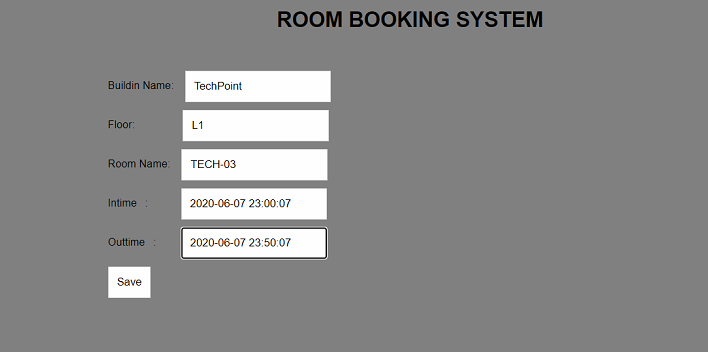 ROOM BOOKING SYSTEM
Buildin Name: TechPoint
Floor: L1
Room Name: TECH-03
Intime : 2020-06-07 23:00:07
Outtime : 2020-06-07 23:50:07
Save